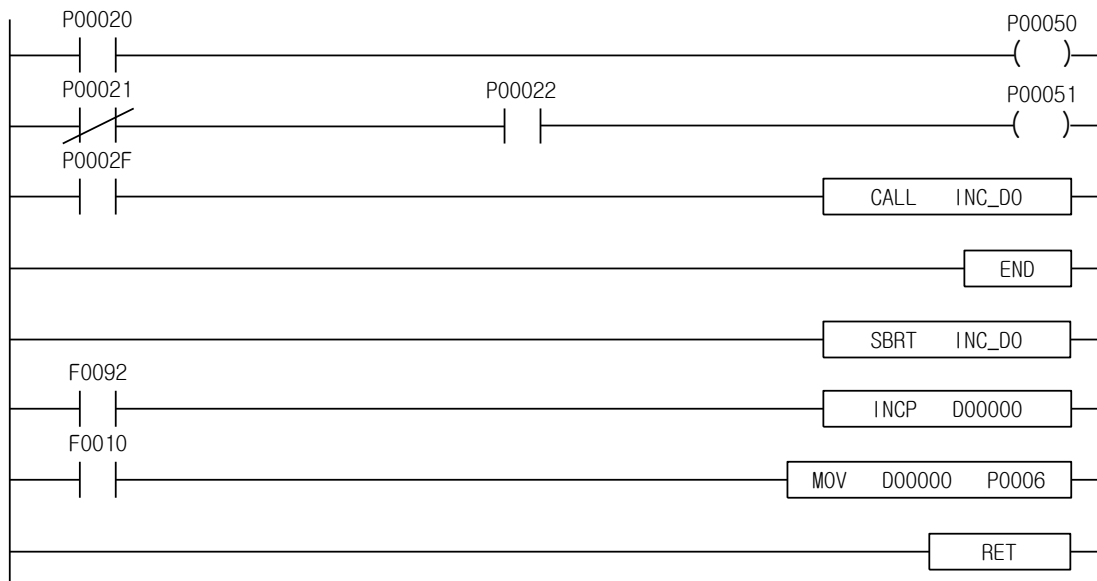 P00020
P00050
P00021
P00022
P00051
P0002F
CALL INC_D0
END
SBRT INC_D0
F0092
INCP D00000
F0010
MOV D00000 P0006
RET